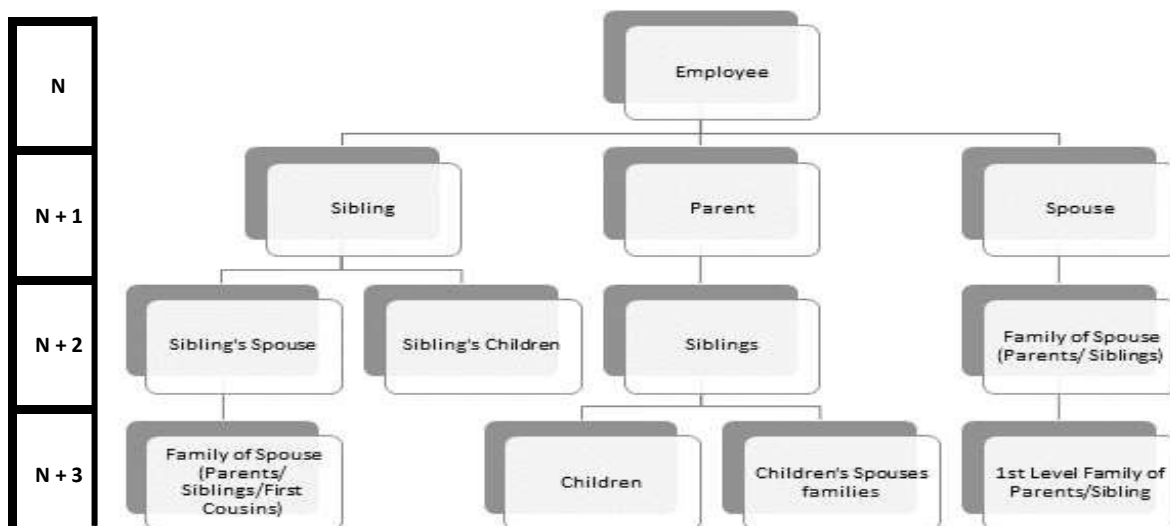 N
Employee
N + 1
Sibling
Parent
Spouse
N + 2
Sibling's Spouse
Sibling's Children
Siblings
Family of Spouse
(Parents/ Siblings)
N + 3
Family of Spouse
(Parents/
Siblings/First
Cousins)
Children
Children's Spouses
families
1st Level Family of
Parents/Sibling